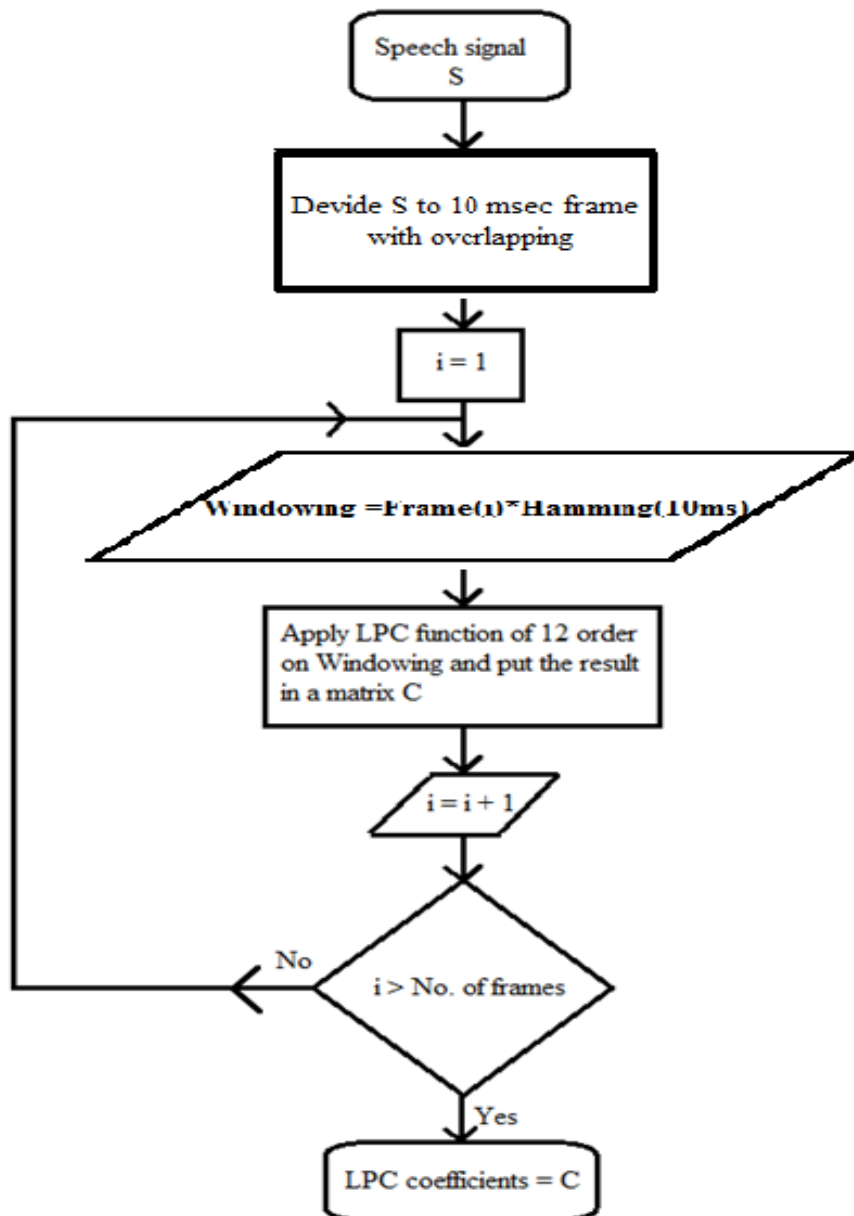 Speech signal
S
Devide S to 10 msec frame
with overlapping
i = 1
Windowing =Frame(i)*Hamming(10ms)
Apply LPC function of 12 order
on Windowing and put the result
in a matrix C
i = i + 1
No
i > No. of frames
Yes
LPC coefficients = C